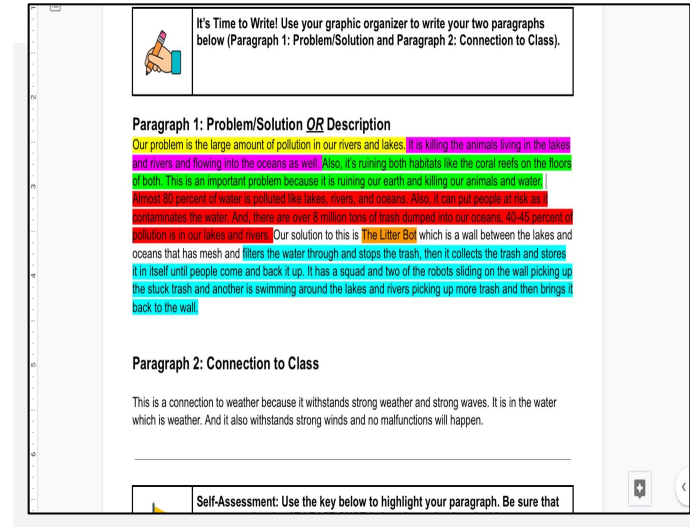 It's Time to Write! Use your graphic organizer to write your two paragraphs
below (Paragraph 1: Problem/Solution and Paragraph 2: Connection to Class).
Paragraph 1: Problem/Solution OR Description
Our problem is the large amount of pollution in our rivers and lakes. It is killing the animals living in the lakes
and rivers and flowing into the oceans as well. Also, it's ruining both habitats like the coral reefs on the floors
of both. This is an important problem because it is ruining our earth and killing our animals and water.
Almost 80 percent of water is polluted like lakes, rivers, and oceans. Also, it can put people at risk as it
contaminates the water. And, there are over 8 million tons of trash dumped into our oceans, 40-45 percent of
pollution is in our lakes and rivers. Our solution to this is The Litter Bot which is a wall between the lakes and
oceans that has mesh and filters the water through and stops the trash, then it collects the trash and stores
it in itself until people come and back it up. It has a squad and two of the robots sliding on the wall picking up
the stuck trash and another is swimming around the lakes and rivers picking up more trash and then brings it
back to the wall.
Paragraph 2: Connection to Class
This is a connection to weather because it withstands strong weather and strong waves. It is in the water
which is weather. And it also withstands strong winds and no malfunctions will happen.
Self-Assessment: Use the key below to highlight your paragraph. Be sure that